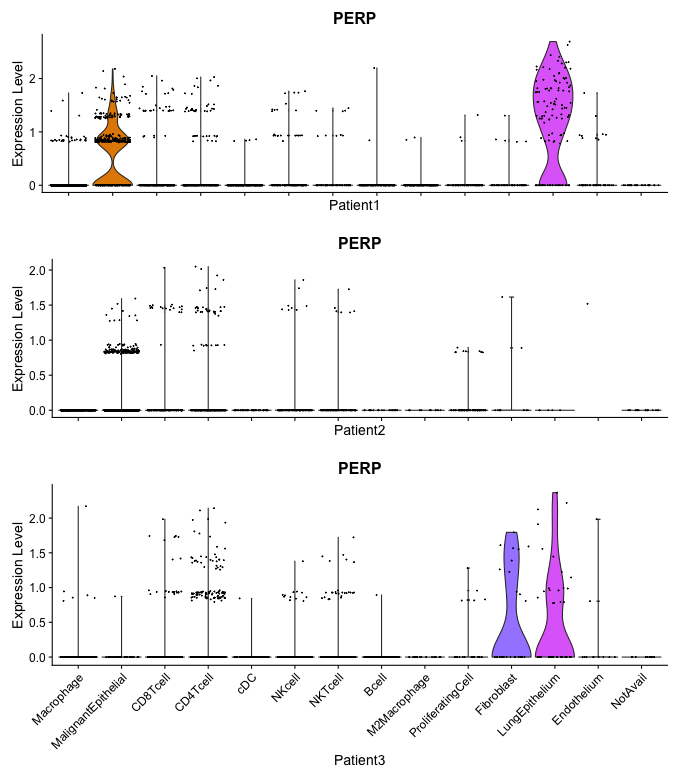 PERP
Expression Level
2
1
0
Patient1
PERP
Expression Level
2.0
1.5
1.0
0.5
0.0
Patient2
PERP
Expression Level
2.0
1.5
1.0
0.5
0.0
Macrophage
MalignantEpithelial
CD8Tcell
CD4Tcell
cDC
NKcell
NKTcell
Bcell
M2Macrophage
ProliferatingCell
Fibroblast
LungEpithelium
Endothelium
NotAvail
Patient3